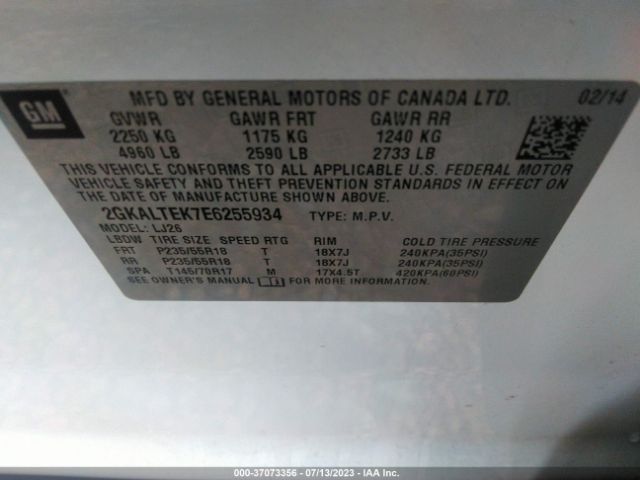 GM
MFD BY GENERAL MOTORS OF CANADA LTD. 02/14
GVWR GAWR FRT GAWR RR
2250 KG 1175 KG 1240 KG
4960 LB 2590 LB 2733 LB
THIS VEHICLE CONFORMS TO ALL APPLICABLE U.S. FEDERAL MOTOR
VEHICLE SAFETY AND THEFT PREVENTION STANDARDS IN EFFECT ON
THE DATE OF MANUFACTURE SHOWN ABOVE.
2GKALTEK7E6255934 TYPE: M.P.V.
MODEL: LJ26
LBDW TIRE SIZE SPEED RTG RIM COLD TIRE PRESSURE
FRT P235/55R18 T 18X7J 240KPA(35PSI)
RR P235/55R18 T 18X7J 240KPA(35PSI)
SPA T145/70R17 M 17X4.5T 420KPA(60PSI)
SEE OWNER'S MANUAL FOR MORE INFORMATION.
000-37073356 - 07/13/2023 - IAA Inc.